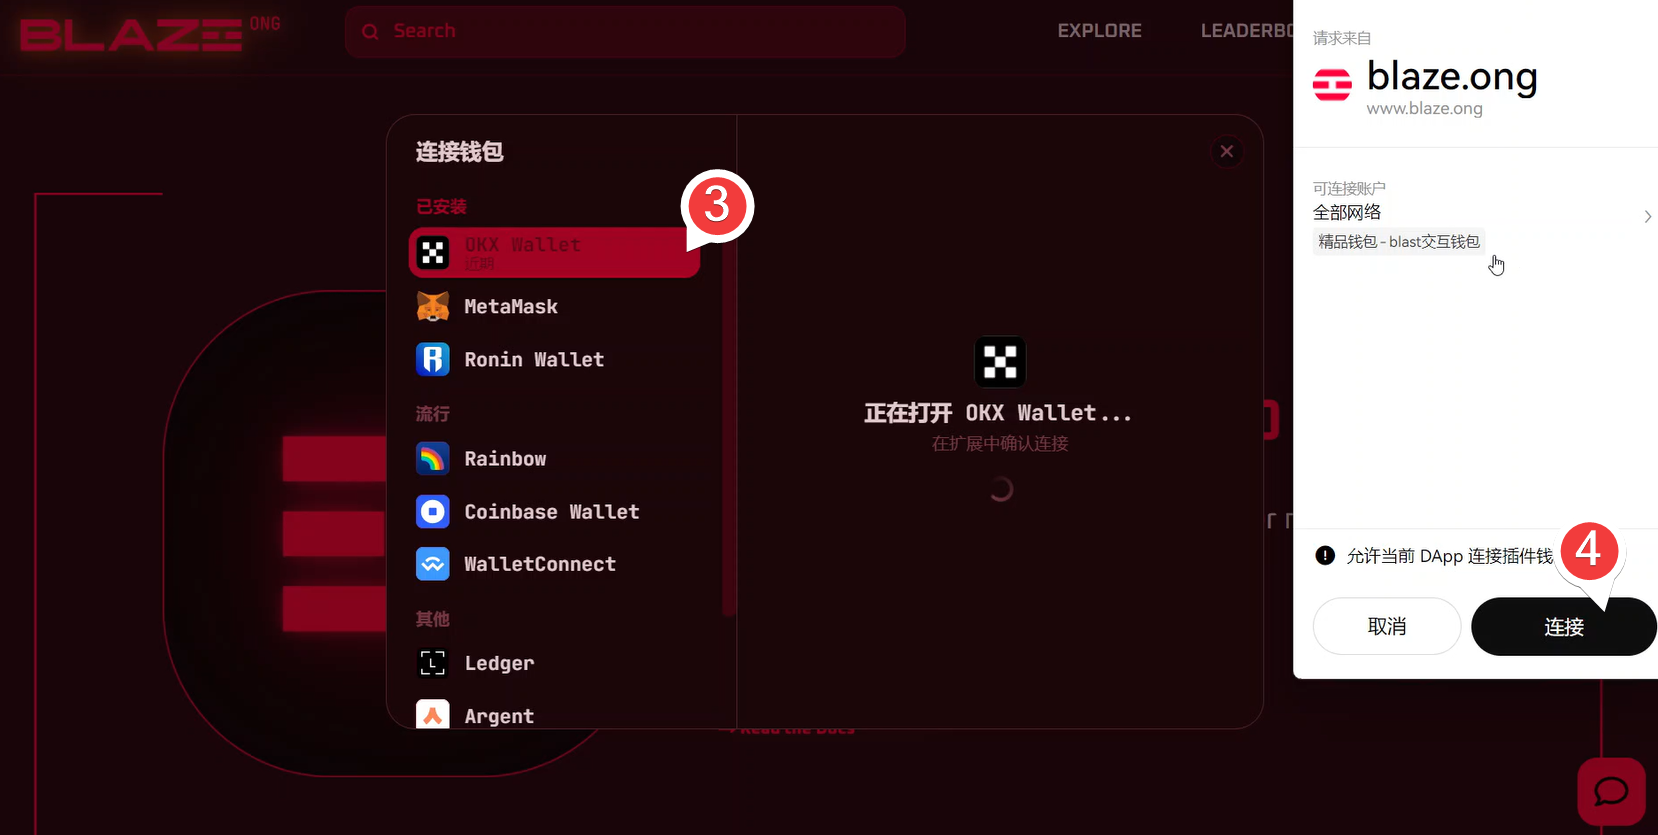 BLAZE ONG
Search
EXPLORE
LEADERBO
连接钱包
已安装
OKX Wallet
近期
MetaMask
Ronin Wallet
流行
Rainbow
Coinbase Wallet
WalletConnect
其他
Ledger
Argent
3
正在打开 OKX Wallet...
在扩展中确认连接
Read the Docs
请求来自
blaze.ong
www.blaze.ong
可连接账户
全部网络
精品钱包 - blast交互钱包
允许当前 DApp 连接插件钱
4
取消
连接